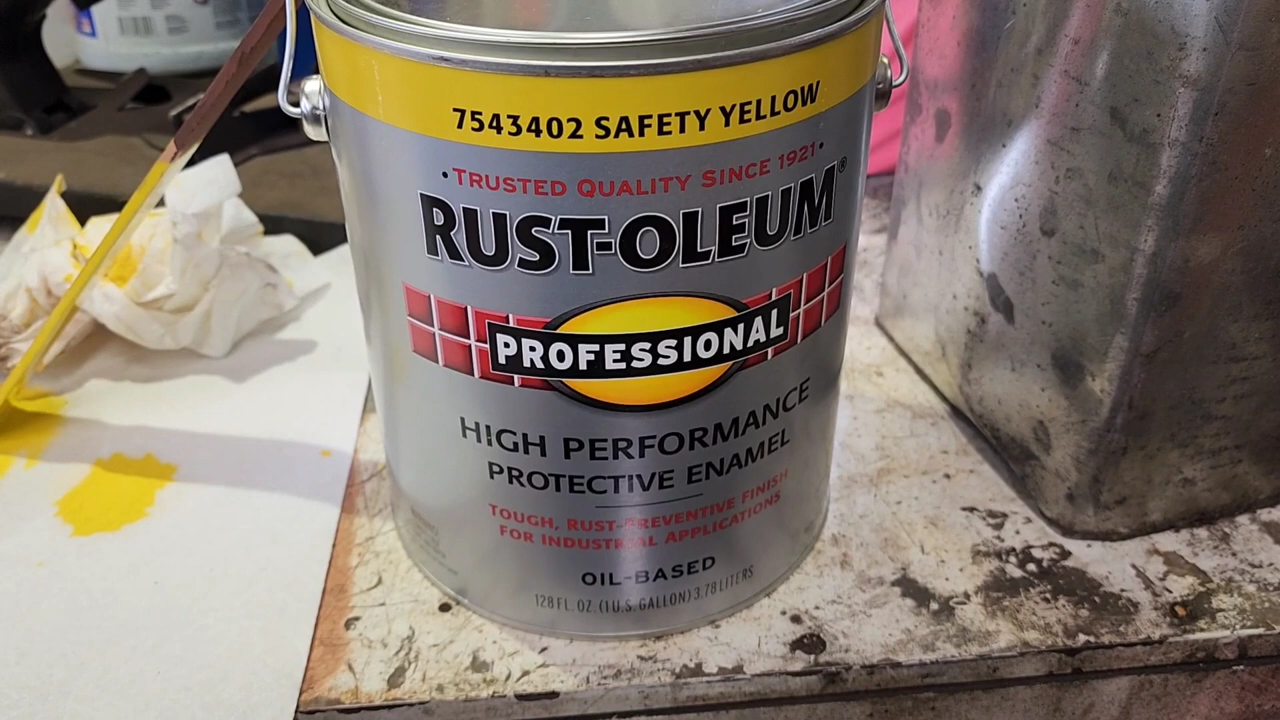 7543402 SAFETY YELLOW
•TRUSTED QUALITY SINCE 1921•
RUST-OLEUM®
PROFESSIONAL
HIGH PERFORMANCE
PROTECTIVE ENAMEL
TOUGH, RUST-PREVENTIVE FINISH
FOR INDUSTRIAL APPLICATIONS
OIL-BASED
128 FL. OZ. (1 U.S. GALLON) 3.78 LITERS